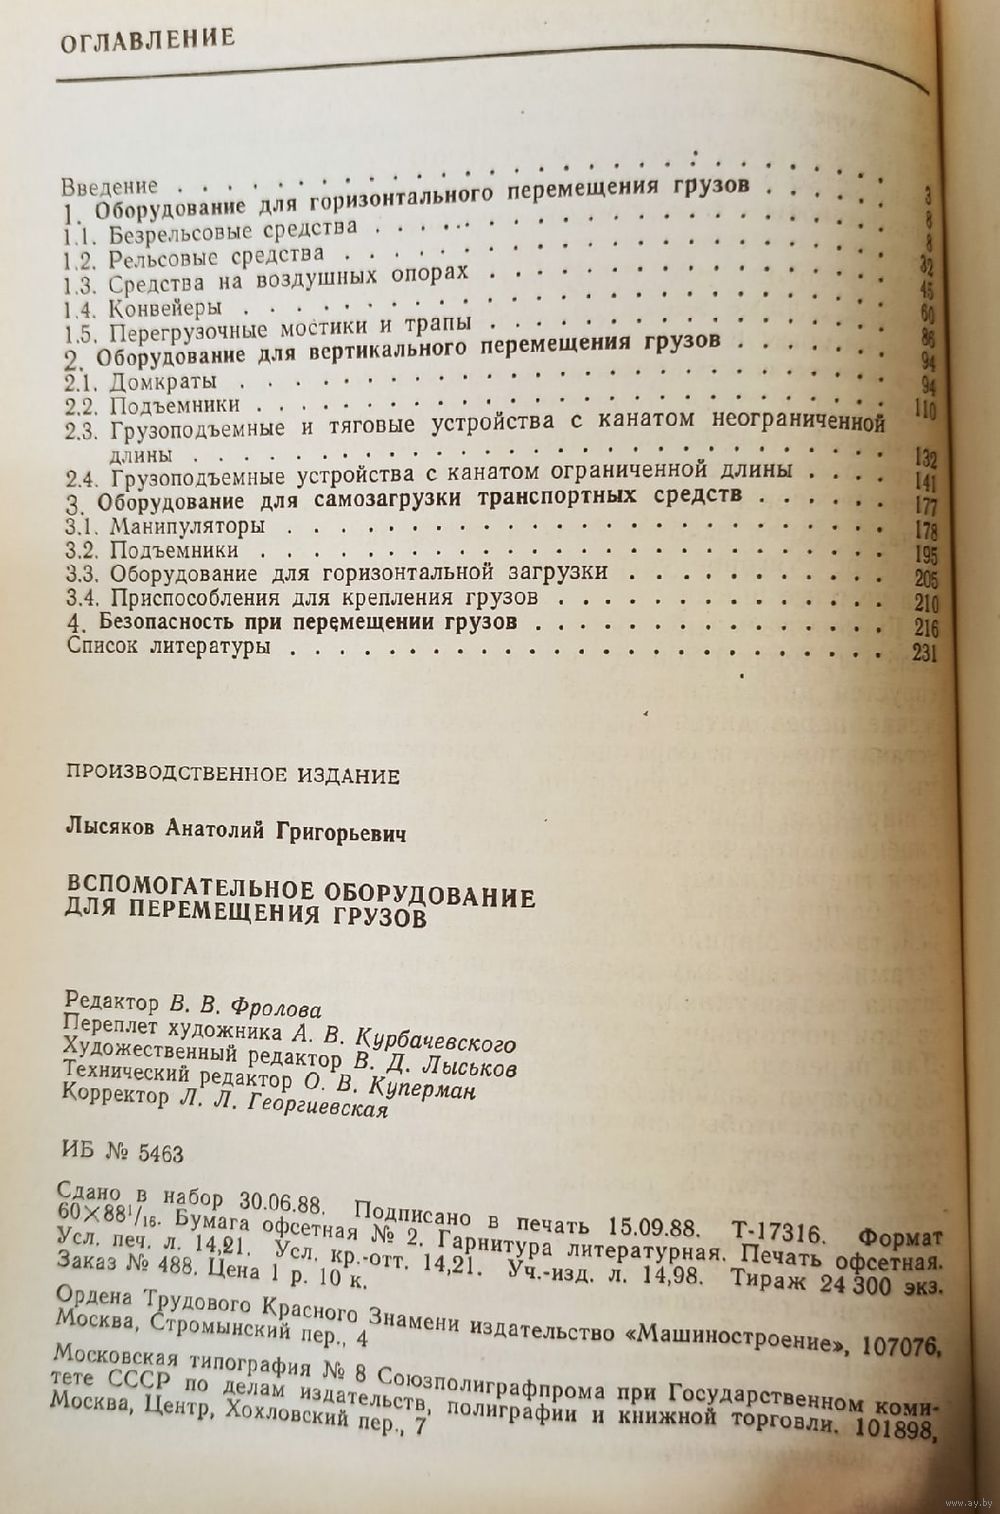 ОГЛАВЛЕНИЕ
Введение . . . . . . . . . . . . . . . . . . . . . . . . . . . . 3
1. Оборудование для горизонтального перемещения грузов . . . . . . 8
1.1. Безрельсовые средства . . . . . . . . . . . . . . . . . . . . 8
1.2. Рельсовые средства . . . . . . . . . . . . . . . . . . . . . . 32
1.3. Средства на воздушных опорах . . . . . . . . . . . . . . . . 45
1.4. Конвейеры . . . . . . . . . . . . . . . . . . . . . . . . . . 60
1.5. Перегрузочные мостики и трапы . . . . . . . . . . . . . . . . 86
2. Оборудование для вертикального перемещения грузов . . . . . . . 94
2.1. Домкраты . . . . . . . . . . . . . . . . . . . . . . . . . . 94
2.2. Подъемники . . . . . . . . . . . . . . . . . . . . . . . . . 110
2.3. Грузоподъемные и тяговые устройства с канатом неограниченной
длины . . . . . . . . . . . . . . . . . . . . . . . . . . . . 132
2.4. Грузоподъемные устройства с канатом ограниченной длины . . . . 141
3. Оборудование для самозагрузки транспортных средств . . . . . . 177
3.1. Манипуляторы . . . . . . . . . . . . . . . . . . . . . . . . 178
3.2. Подъемники . . . . . . . . . . . . . . . . . . . . . . . . . 195
3.3. Оборудование для горизонтальной загрузки . . . . . . . . . . 205
3.4. Приспособления для крепления грузов . . . . . . . . . . . . . 210
4. Безопасность при перемещении грузов . . . . . . . . . . . . . . 216
Список литературы . . . . . . . . . . . . . . . . . . . . . . . . 231
ПРОИЗВОДСТВЕННОЕ ИЗДАНИЕ
Лысяков Анатолий Григорьевич
ВСПОМОГАТЕЛЬНОЕ ОБОРУДОВАНИЕ
ДЛЯ ПЕРЕМЕЩЕНИЯ ГРУЗОВ
Редактор В. В. Фролова
Переплет художника А. В. Курбачевского
Художественный редактор В. Д. Лыськов
Технический редактор О. В. Куперман
Корректор Л. Л. Георгиевская
ИБ № 5463
Сдано в набор 30.06.88. Подписано в печать 15.09.88. Т-17316. Формат
60×88¹/₁₆. Бумага офсетная № 2. Гарнитура литературная. Печать офсетная.
Усл. печ. л. 14,21. Усл. кр.-отт. 14,21. Уч.-изд. л. 14,98. Тираж 24 300 экз.
Заказ № 488. Цена 1 р. 10 к.
Ордена Трудового Красного Знамени издательство «Машиностроение», 107076,
Москва, Стромынский пер., 4
Московская типография № 8 Союзполиграфпрома при Государственном коми-
тете СССР по делам издательств, полиграфии и книжной торговли. 101898,
Москва, Центр, Хохловский пер., 7
www.ay.by